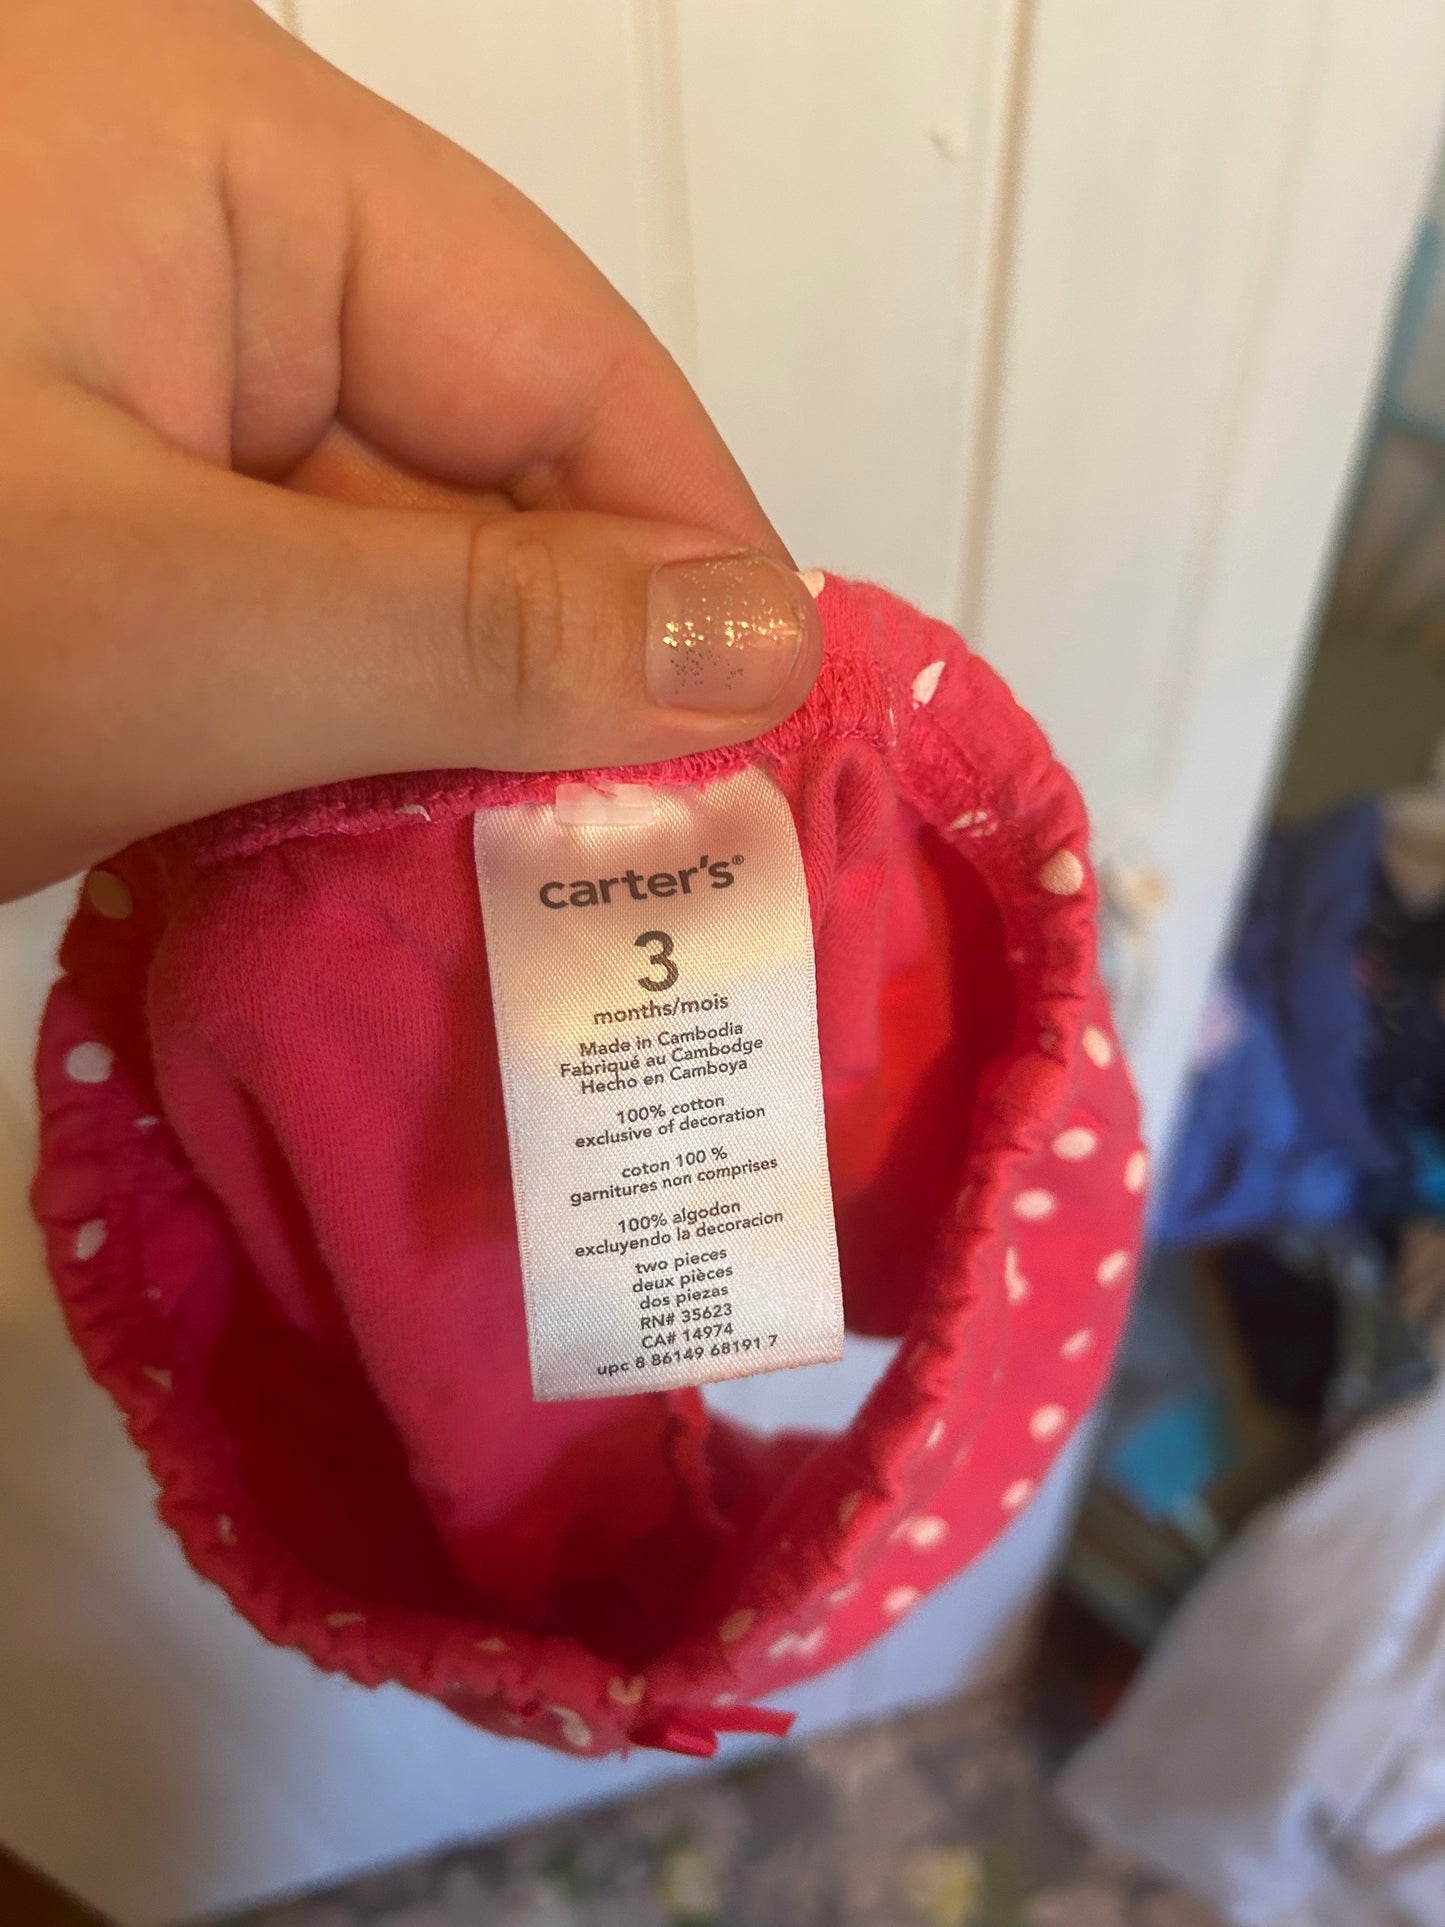 carter's®
3
months/mois
Made in Cambodia
Fabriqué au Cambodge
Hecho en Camboya
100% cotton
exclusive of decoration
coton 100 %
garnitures non comprises
100% algodon
excluyendo la decoracion
two pieces
deux pièces
dos piezas
RN# 35623
CA# 14974
upc 8 86149 68191 7